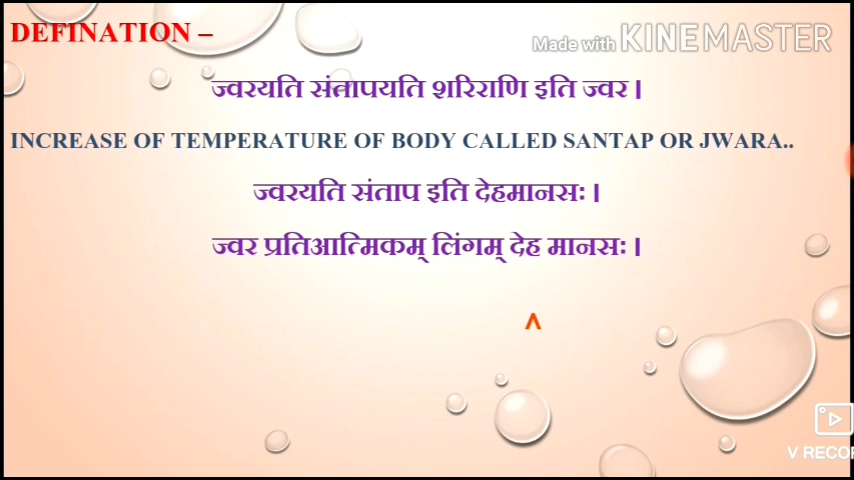 DEFINATION –
Made with KINEMASTER
ज्वरयति संतापयति शरिराणि इति ज्वर ।
INCREASE OF TEMPERATURE OF BODY CALLED SANTAP OR JWARA..
ज्वरयति संताप इति देहमानसः ।
ज्वर प्रतिआत्मिकम् लिंगम् देह मानसः ।
^
V RECOR